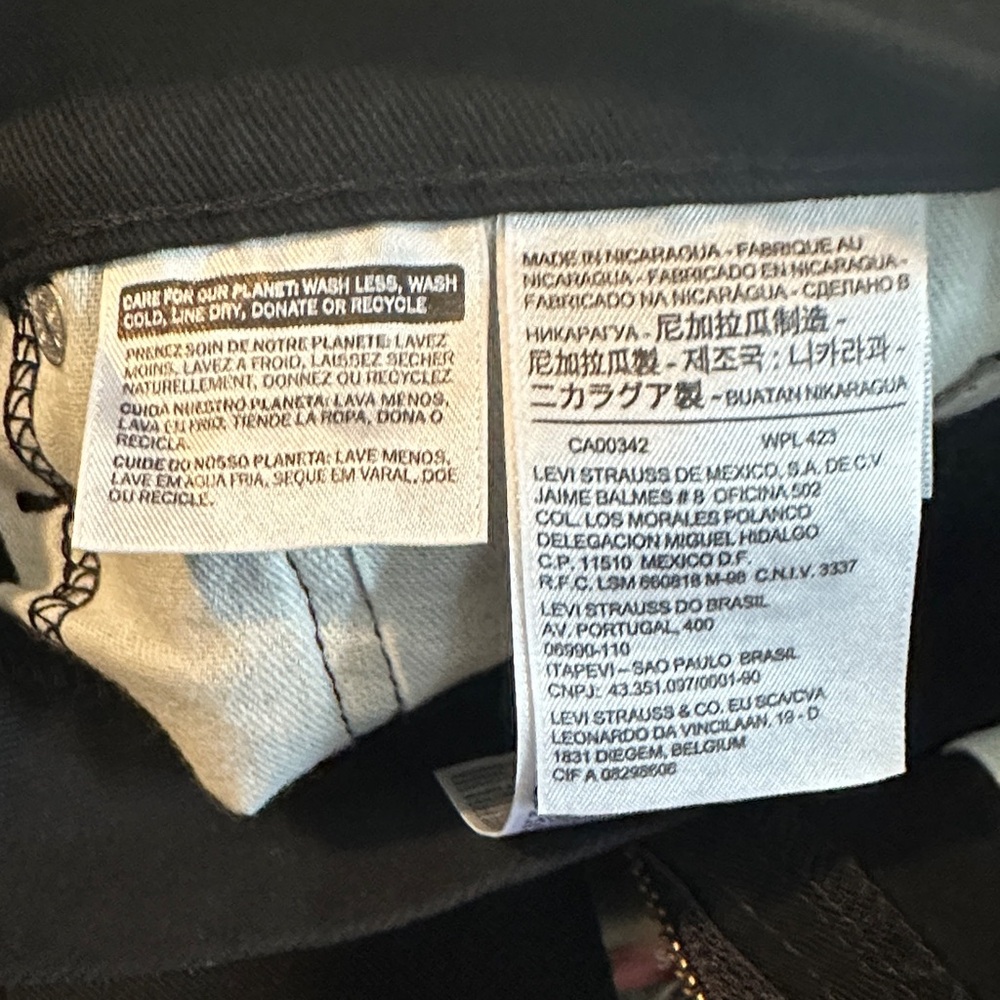 CARE FOR OUR PLANET: WASH LESS, WASH
COLD, LINE DRY, DONATE OR RECYCLE
PRENEZ SOIN DE NOTRE PLANETE: LAVEZ
MOINS, LAVEZ A FROID, LAISSEZ SECHER
NATURELLEMENT, DONNEZ OU RECYCLEZ
CUIDA NUESTRO PLANETA: LAVA MENOS,
LAVA EN FRIO, TIENDE LA ROPA, DONA O
RECICLA.
CUIDE DO NOSSO PLANETA: LAVE MENOS,
LAVE EM AGUA FRIA, SEQUE EM VARAL, DOE
OU RECICLE.
MADE IN NICARAGUA - FABRIQUE AU
NICARAGUA - FABRICADO EN NICARAGUA -
FABRICADO NA NICARÁGUA - СДЕЛАНО В
НИКАРАГУА - 尼加拉瓜制造 -
尼加拉瓜製 - 제조국 : 니카라과 -
ニカラグア製 - BUATAN NIKARAGUA
CA00342 WPL 423
LEVI STRAUSS DE MEXICO, S.A. DE CV
JAIME BALMES # 8 OFICINA 502
COL. LOS MORALES POLANCO
DELEGACION MIGUEL HIDALGO
C.P. 11510 MEXICO D.F.
R.F.C. LSM 660818 M-98 C.N.I.V. 3337
LEVI STRAUSS DO BRASIL
AV. PORTUGAL, 400
06990-110
ITAPEVI - SAO PAULO BRASIL
CNPJ: 43.351.097/0001-90
LEVI STRAUSS & CO. EU SCA/CVA
LEONARDO DA VINCILAAN, 19 - D
1831 DIEGEM, BELGIUM
CIF A 08298606